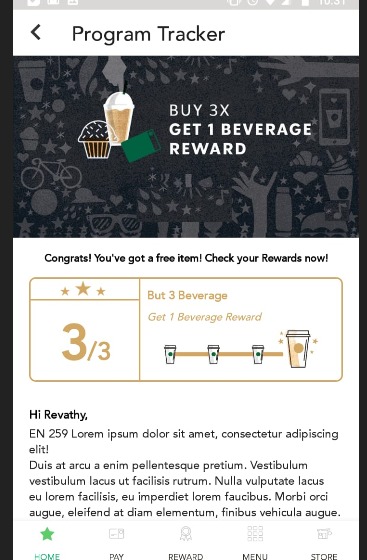 10:31
Program Tracker
BUY 3X
GET 1 BEVERAGE
REWARD
Congrats! You've got a free item! Check your Rewards now!
3/3
But 3 Beverage
Get 1 Beverage Reward
Hi Revathy,
EN 259 Lorem ipsum dolor sit amet, consectetur adipiscing
elit!
Duis at arcu a enim pellentesque pretium. Vestibulum
vestibulum lacus ut facilisis rutrum. Nulla vulputate lacus
eu lorem facilisis, eu imperdiet lorem faucibus. Morbi orci
augue, eleifend at diam elementum, finibus vehicula augue.
HOME
PAY
REWARD
MENU
STORE